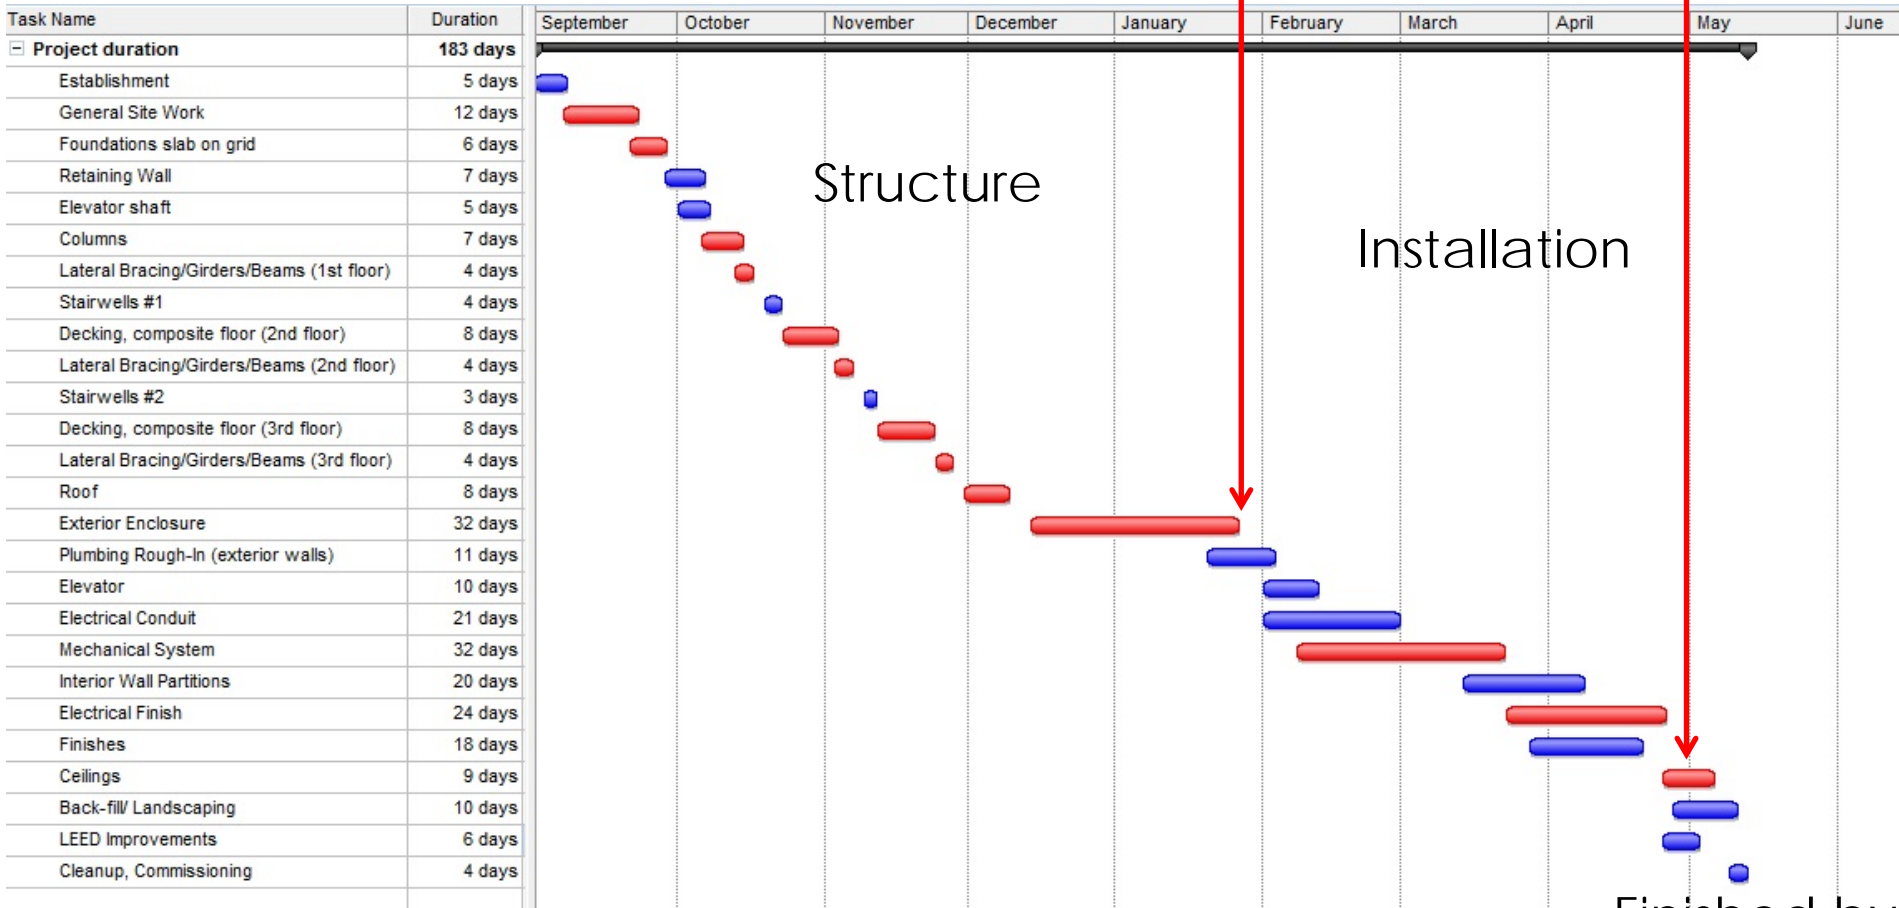 Task Name Duration September October November December January February March April May June
Project duration 183 days
Establishment 5 days
General Site Work 12 days
Foundations slab on grid 6 days
Retaining Wall 7 days
Structure
Elevator shaft 5 days
Columns 7 days
Installation
Lateral Bracing/Girders/Beams (1st floor) 4 days
Stairwells #1 4 days
Decking, composite floor (2nd floor) 8 days
Lateral Bracing/Girders/Beams (2nd floor) 4 days
Stairwells #2 3 days
Decking, composite floor (3rd floor) 8 days
Lateral Bracing/Girders/Beams (3rd floor) 4 days
Roof 8 days
Exterior Enclosure 32 days
Plumbing Rough-In (exterior walls) 11 days
Elevator 10 days
Electrical Conduit 21 days
Mechanical System 32 days
Interior Wall Partitions 20 days
Electrical Finish 24 days
Finishes 18 days
Ceilings 9 days
Back-fill/ Landscaping 10 days
LEED Improvements 6 days
Cleanup, Commissioning 4 days